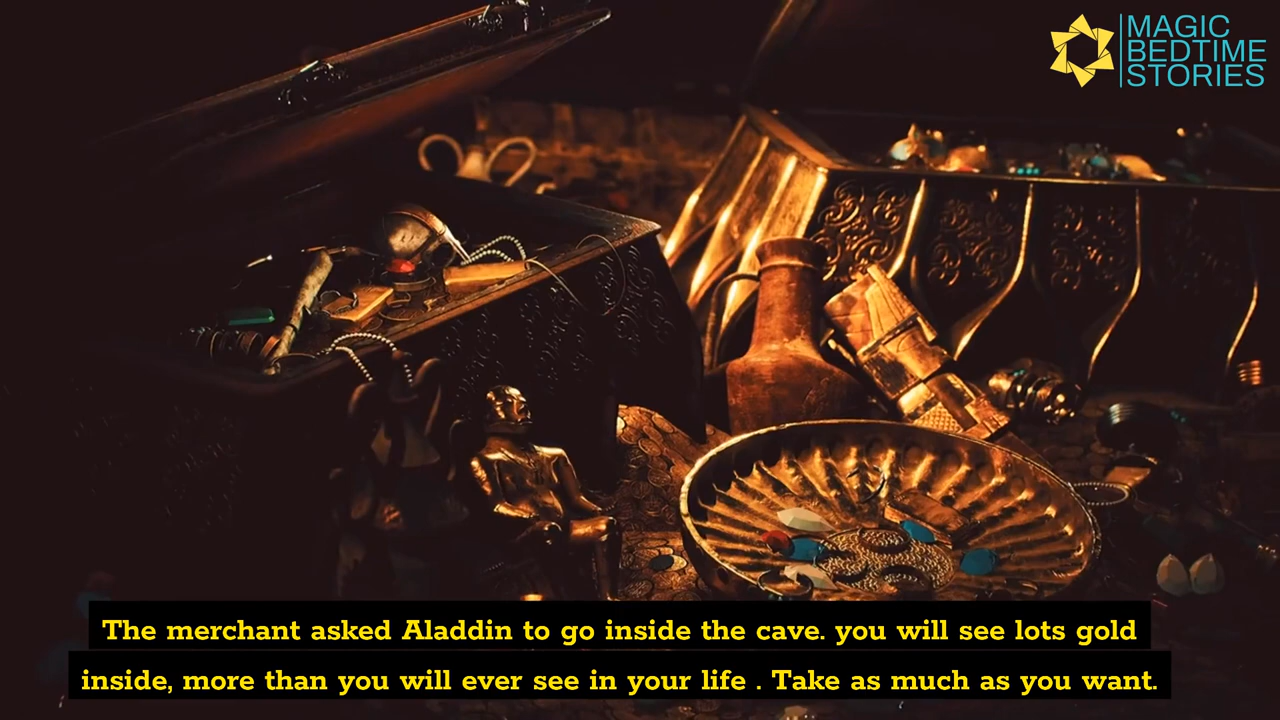 MAGIC
BEDTIME
STORIES
The merchant asked Aladdin to go inside the cave. you will see lots gold
inside, more than you will ever see in your life . Take as much as you want.